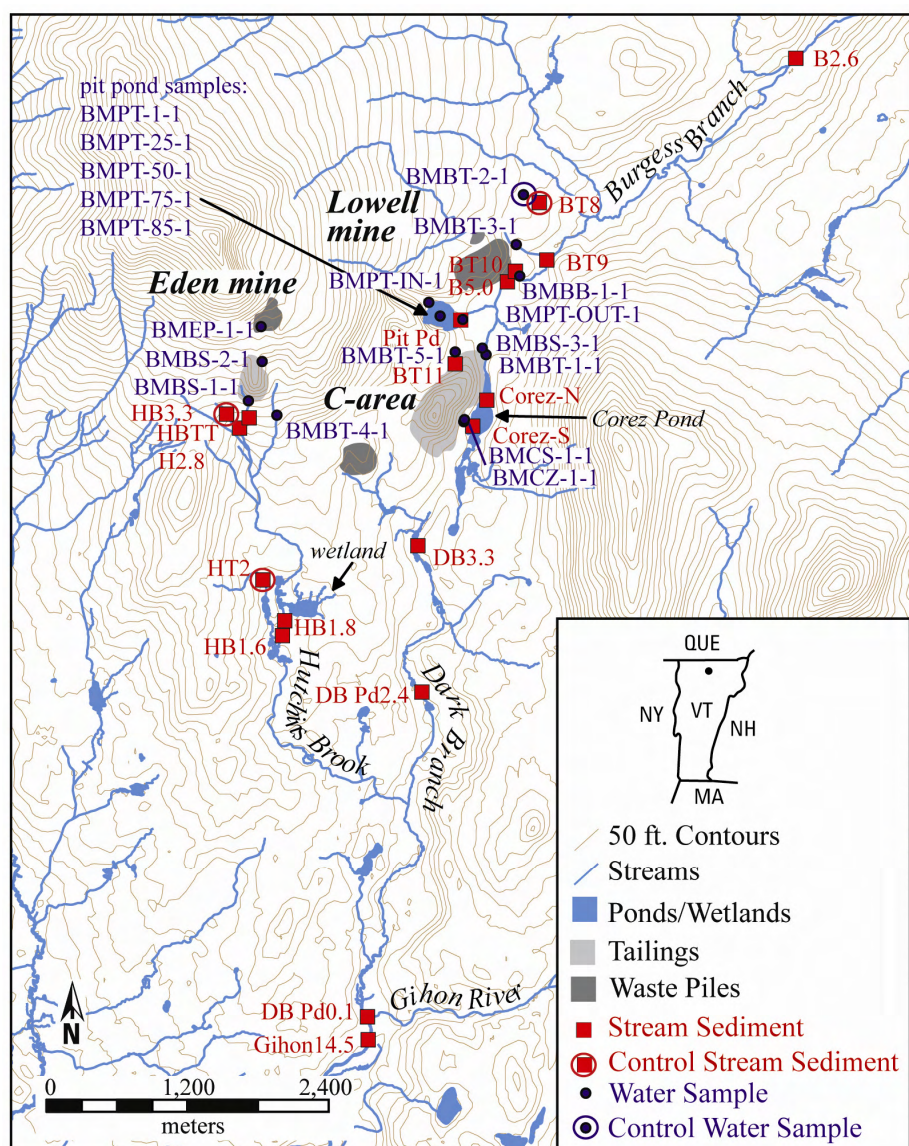 B2.6
pit pond samples:
BMPT-1-1
BMPT-25-1
BMPT-50-1
BMPT-75-1
BMPT-85-1
Burgess Branch
BMBT-2-1
BT8
Lowell
mine
BMBT-3-1
BT10
BT9
B5.0
BMBB-1-1
BMPT-IN-1
BMPT-OUT-1
Eden mine
BMEP-1-1
Pit Pd
BMBS-3-1
BMBT-5-1
BMBT-1-1
BMBS-2-1
BT11
BMBS-1-1
C-area
Corez-N
HB3.3
Corez Pond
HBTT
BMBT-4-1
Corez-S
H2.8
BMCS-1-1
BMCZ-1-1
wetland
DB3.3
HT2
HB1.8
HB1.6
Hutchins Brook
DB Pd2.4
Dark Branch
DB Pd0.1
Gihon River
Gihon14.5
N
0
1,200
2,400
meters
QUE
NY
VT
NH
MA
50 ft. Contours
Streams
Ponds/Wetlands
Tailings
Waste Piles
Stream Sediment
Control Stream Sediment
Water Sample
Control Water Sample